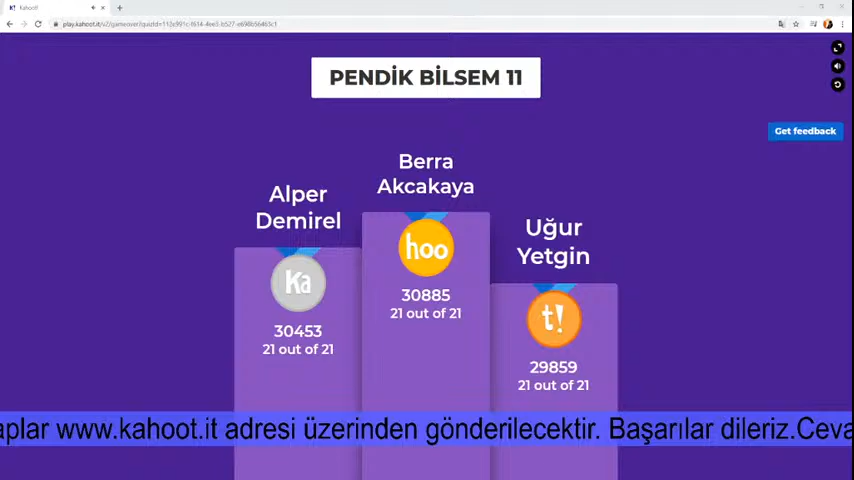 Kahoot!
PENDİK BİLSEM 11
Get feedback
Berra
Akcakaya
Alper
Demirel
Uğur
Yetgin
hoo
30885
21 out of 21
Ka
30453
21 out of 21
t!
29859
21 out of 21
aplar www.kahoot.it adresi üzerinden gönderilecektir. Başarılar dileriz.Ceva